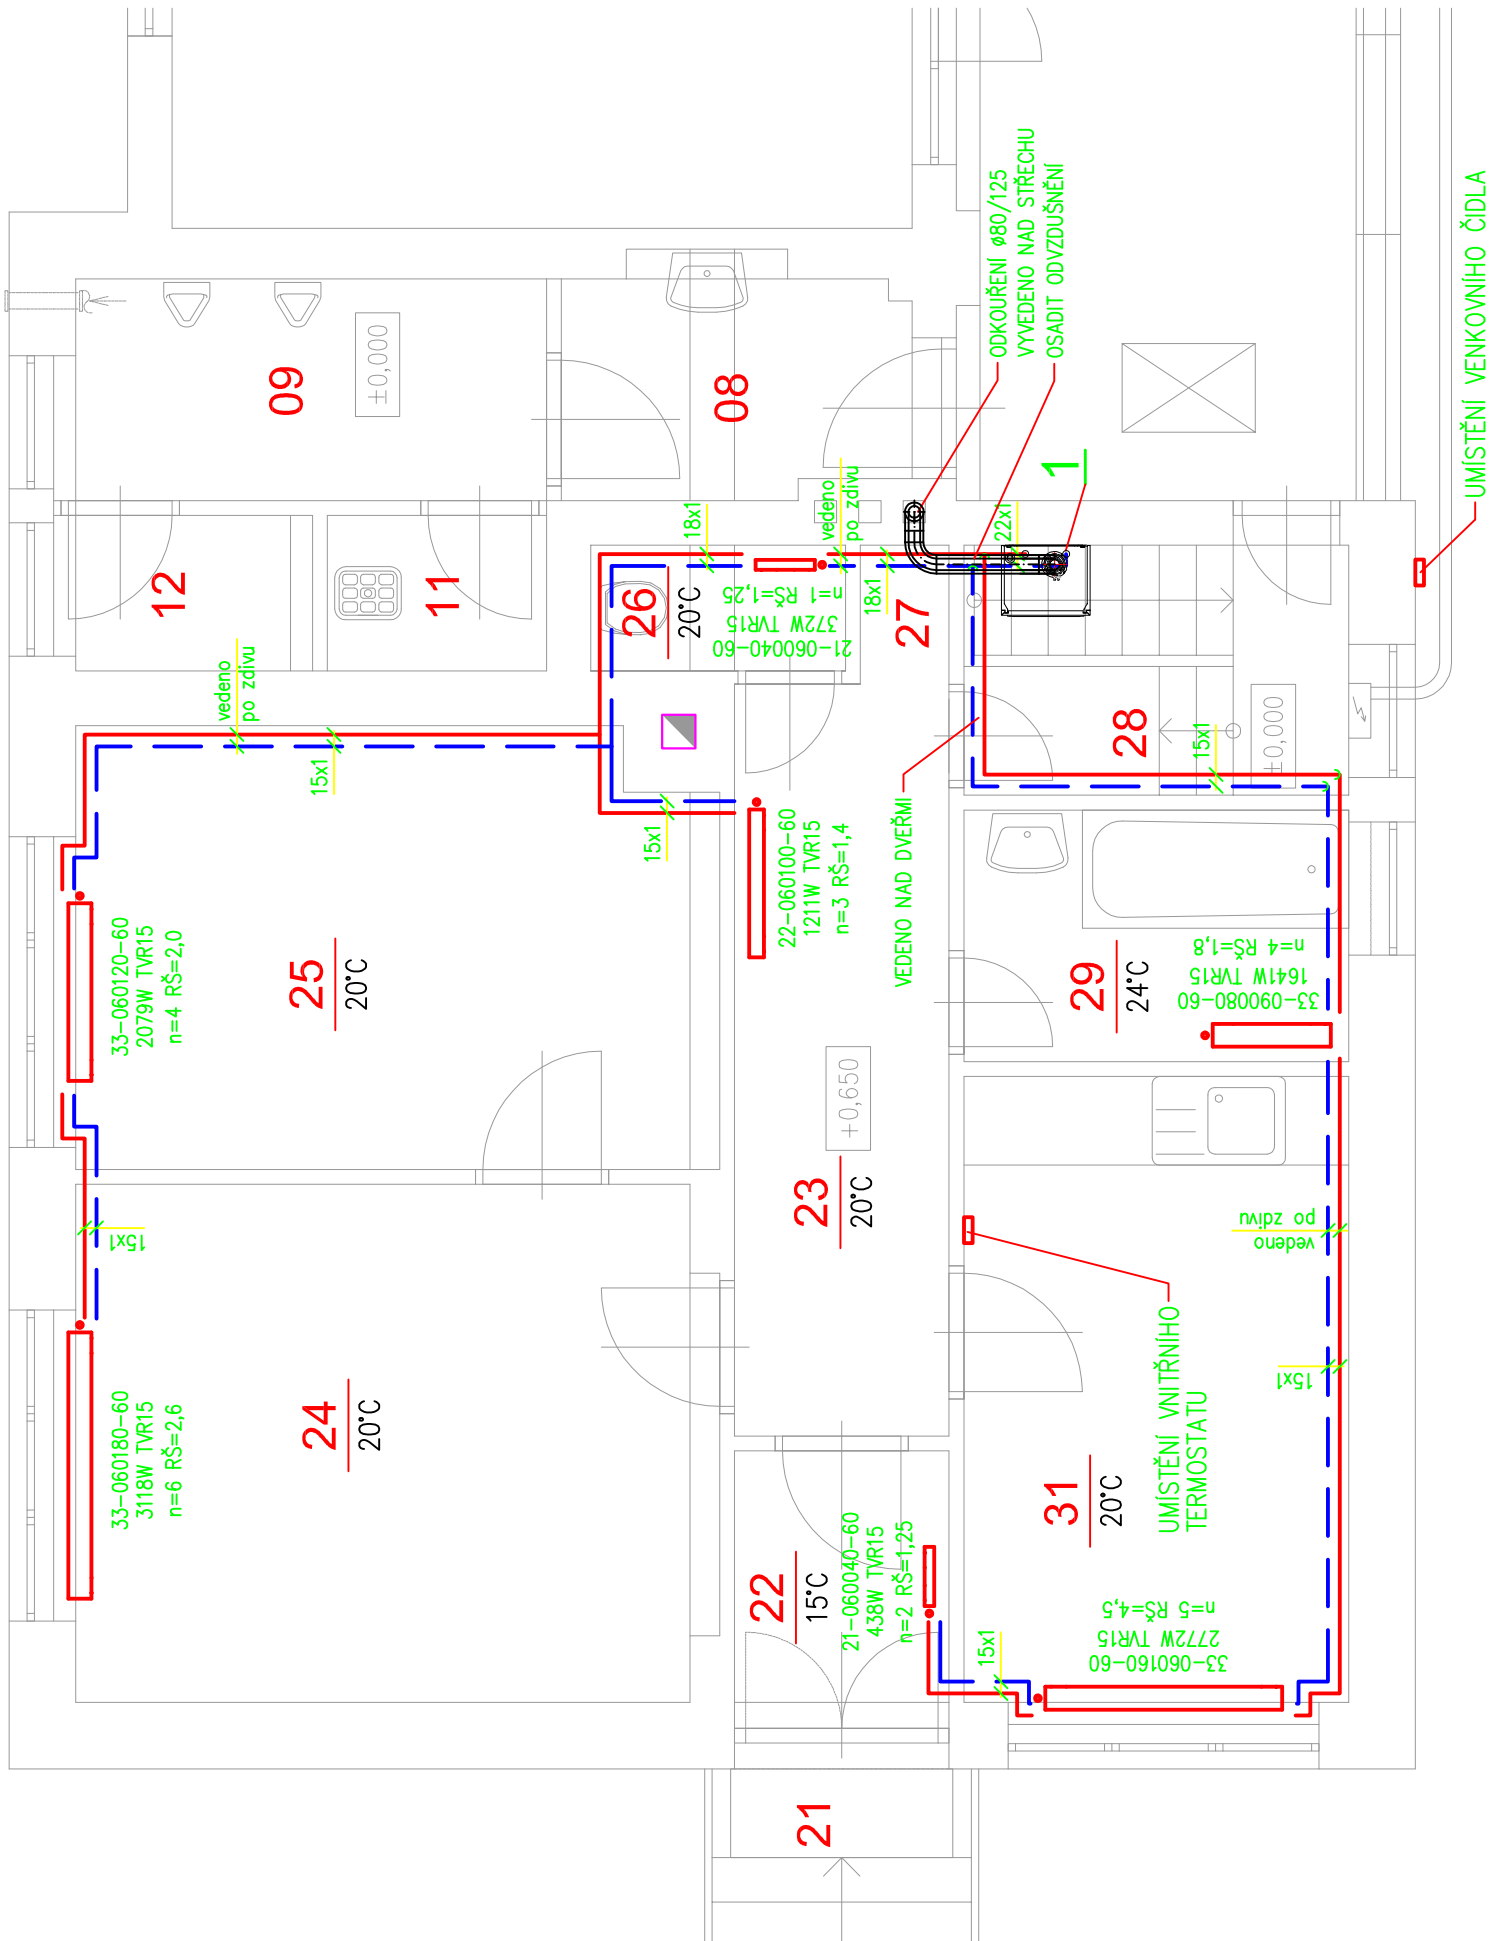 12
11
09
±0,000
08
ODKOUŘENÍ ø80/125
VYVEDENO NAD STŘECHU
OSADIT ODVZDUŠNĚNÍ
UMÍSTĚNÍ VENKOVNÍHO ČIDLA
1
22x1
18x1
vedeno
po zdivu
18x1
26
20°C
21-060040-60
372W TVR15
n=1 RŠ=1,25
27
vedeno
po zdivu
15x1
15x1
28
15x1
±0,000
VEDENO NAD DVEŘMI
22-060100-60
1211W TVR15
n=3 RŠ=1,4
33-060120-60
2079W TVR15
n=4 RŠ=2,0
25
20°C
29
24°C
33-090080-60
1641W TVR15
n=4 RŠ=1,8
+0,650
23
20°C
15x1
vedeno
po zdivu
15x1
33-060180-60
3118W TVR15
n=6 RŠ=2,6
24
20°C
UMÍSTĚNÍ VNITŘNÍHO
TERMOSTATU
31
20°C
22
15°C
21-060040-60
438W TVR15
n=2 RŠ=1,25
15x1
33-060160-60
2772W TVR15
n=5 RŠ=4,5
21